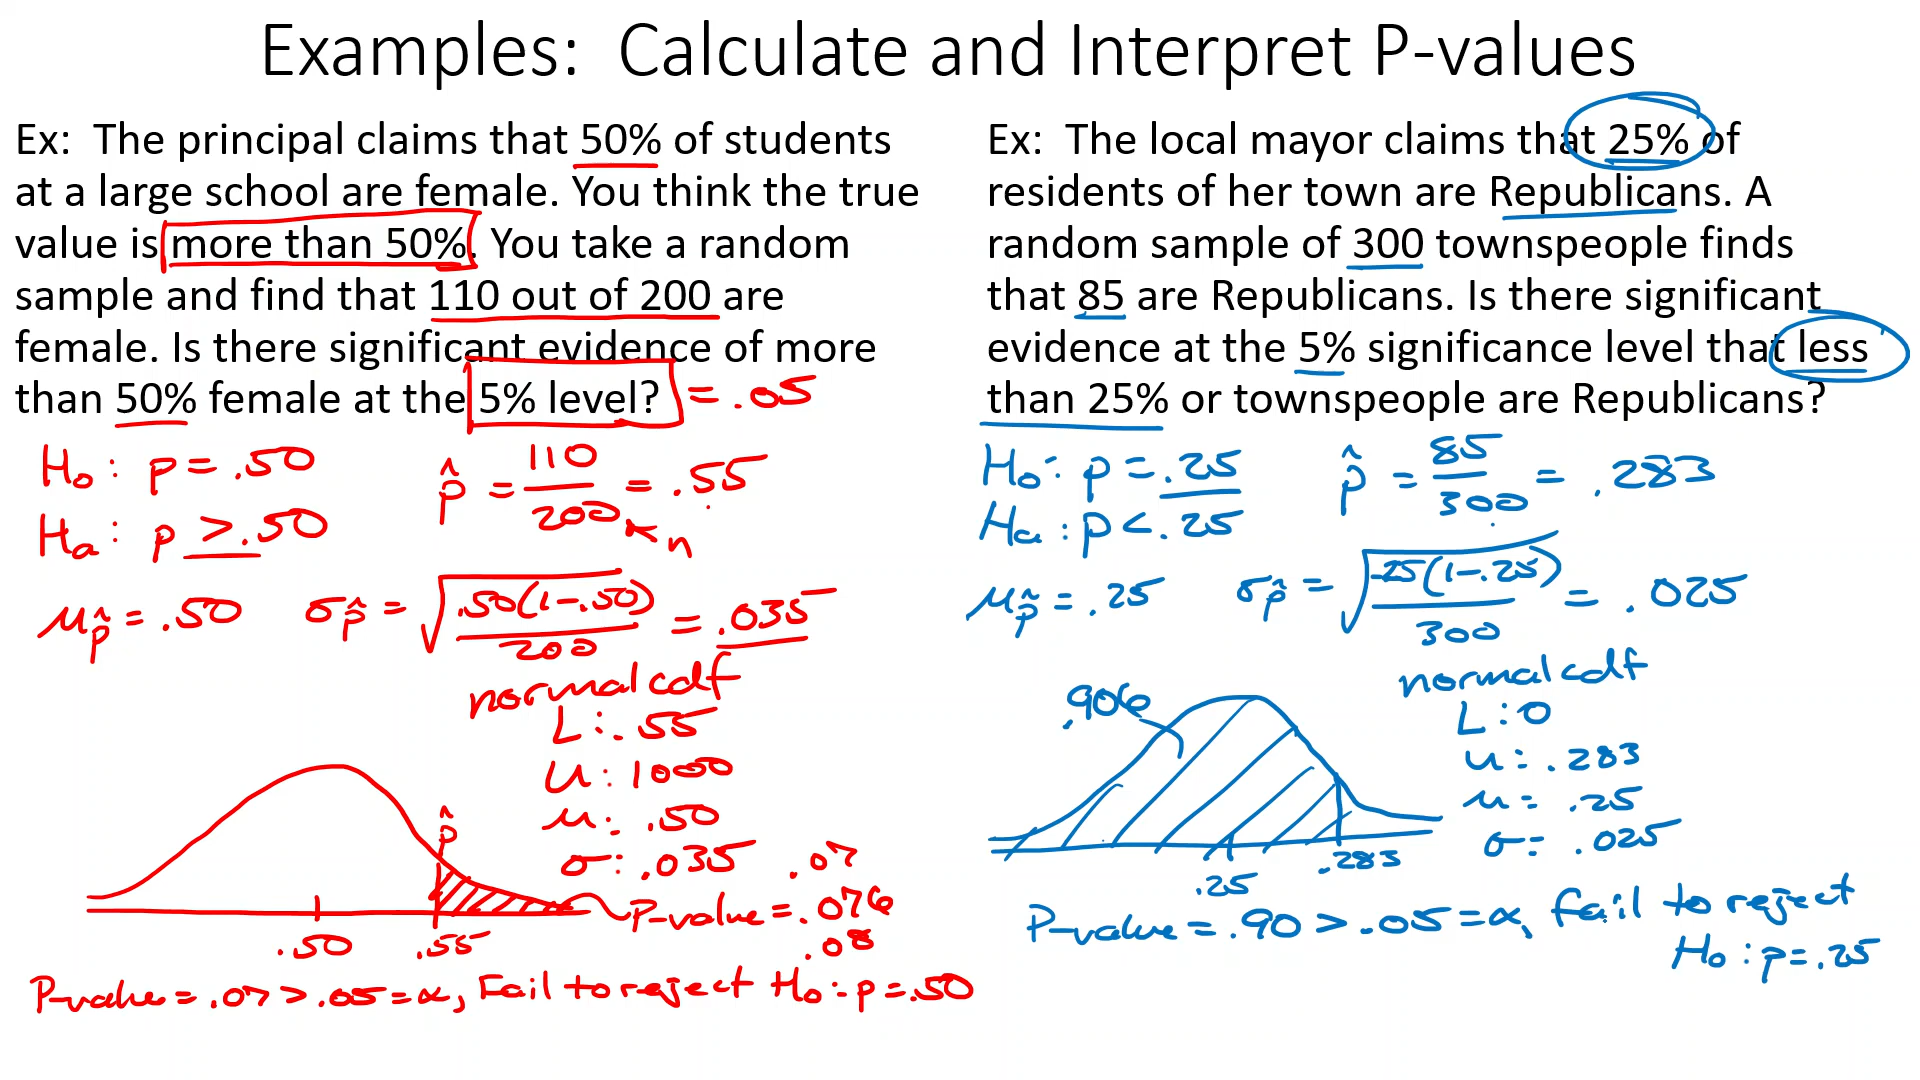 Examples: Calculate and Interpret P-values
Ex: The principal claims that 50% of students
at a large school are female. You think the true
value is more than 50%. You take a random
sample and find that 110 out of 200 are
female. Is there significant evidence of more
than 50% female at the 5% level? = .05
H₀: p = .50
p̂ = 110/200 = .55
Hₐ: p > .50
n
μp̂ = .50
σp̂ = √(.50(1-.50)/200) = .035
normalcdf
L: .55
U: 1000
μ: .50
σ: .035
.07
P-value = .076
.08
p̂
.50
.55
P-value = .07 > .05 = α, Fail to reject H₀: p = .50
Ex: The local mayor claims that 25% of
residents of her town are Republicans. A
random sample of 300 townspeople finds
that 85 are Republicans. Is there significant
evidence at the 5% significance level that less
than 25% or townspeople are Republicans?
H₀: p = .25
p̂ = 85/300 = .283
Hₐ: p < .25
μp̂ = .25
σp̂ = √(.25(1-.25)/300) = .025
normalcdf
L: 0
u: .283
μ = .25
σ = .025
.906
.25
.283
P-value = .90 > .05 = α, Fail to reject
H₀: p = .25